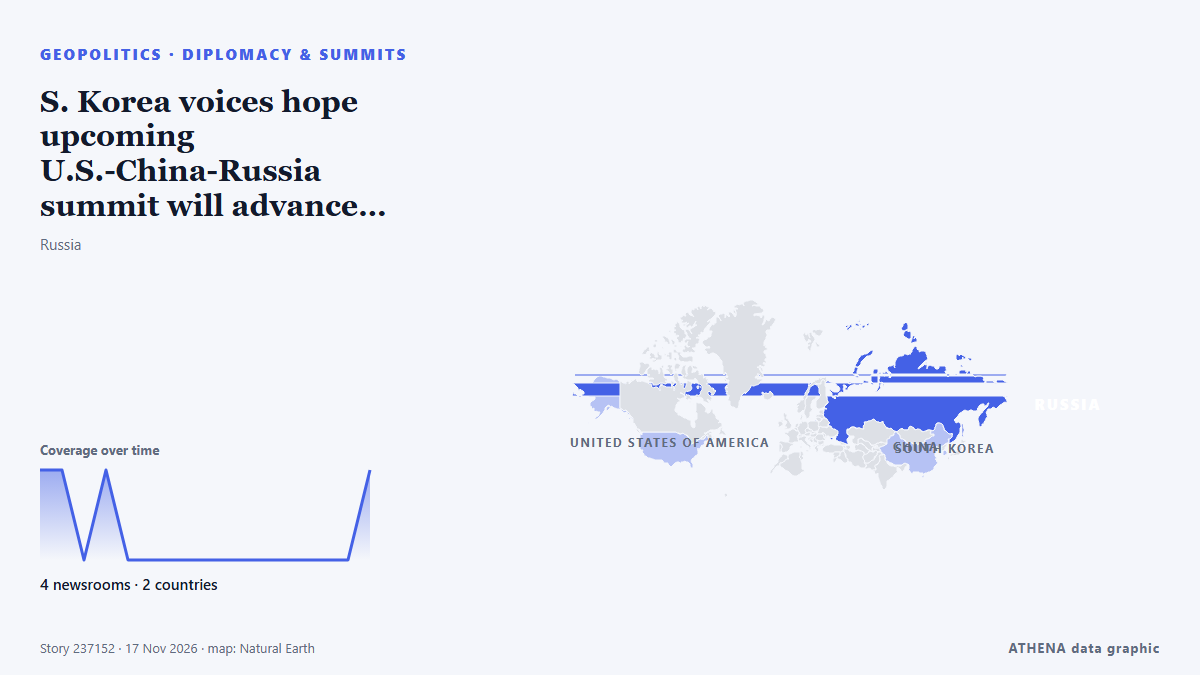 GEOPOLITICS · DIPLOMACY & SUMMITS
S. Korea voices hope
upcoming
U.S.-China-Russia
summit will advance...
Russia
RUSSIA
UNITED STATES OF AMERICA
CHINA
SOUTH KOREA
Coverage over time
4 newsrooms · 2 countries
Story 237152 · 17 Nov 2026 · map: Natural Earth
ATHENA data graphic